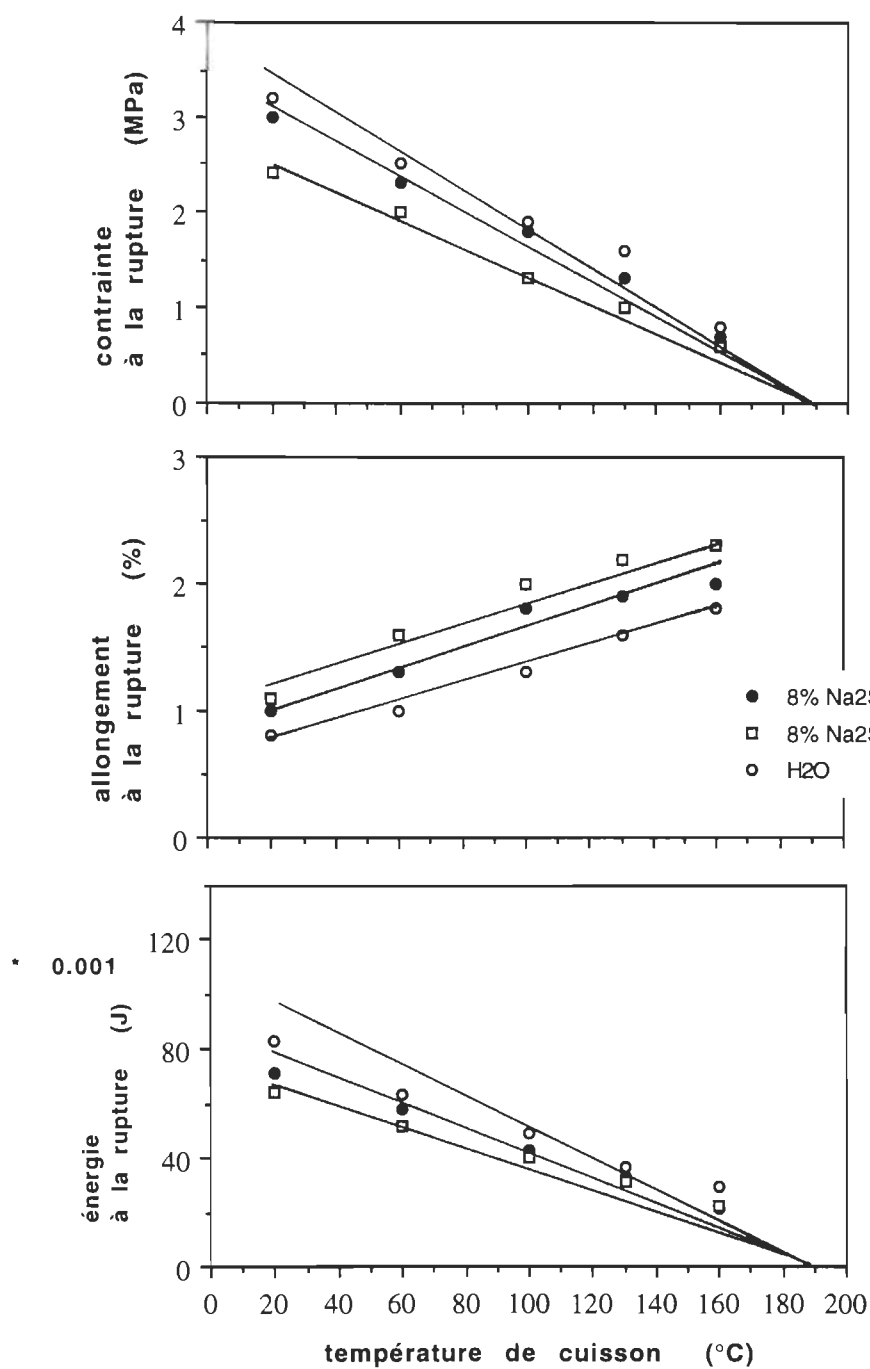 4
3
2
1
0
contrainte
à la rupture (MPa)
3
2
1
0
allongement
à la rupture (%)
8% Na2S
8% Na2S
H2O
* 0.001
120
80
40
0
énergie
à la rupture (J)
0 20 40 60 80 100 120 140 160 180 200
température de cuisson (°C)